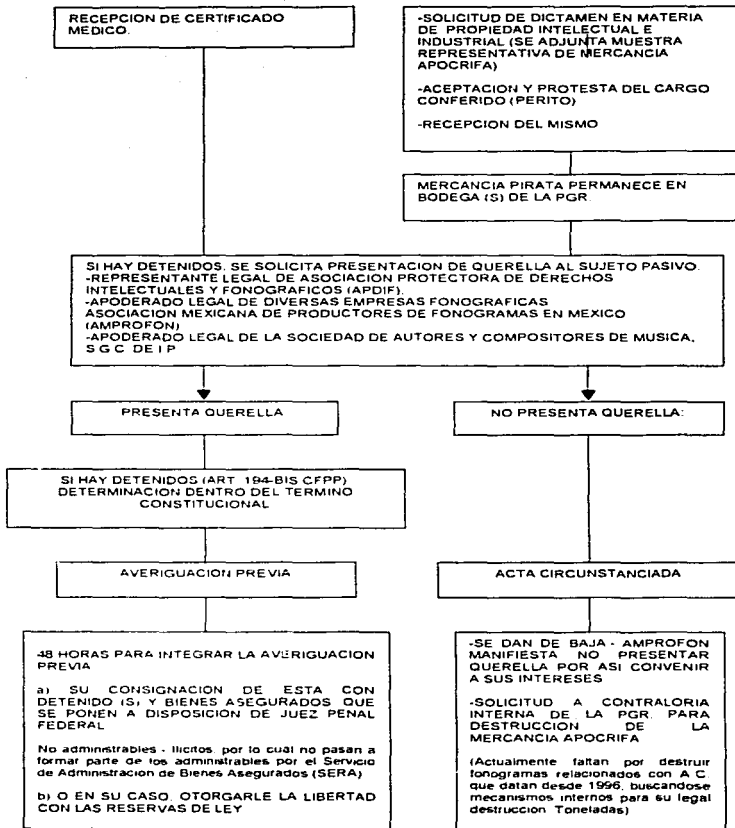 RECEPCION DE CERTIFICADO
MEDICO.
-SOLICITUD DE DICTAMEN EN MATERIA
DE PROPIEDAD INTELECTUAL E
INDUSTRIAL (SE ADJUNTA MUESTRA
REPRESENTATIVA DE MERCANCIA
APOCRIFA)
-ACEPTACION Y PROTESTA DEL CARGO
CONFERIDO (PERITO)
-RECEPCION DEL MISMO
MERCANCIA PIRATA PERMANECE EN
BODEGA (S) DE LA PGR.
SI HAY DETENIDOS, SE SOLICITA PRESENTACION DE QUERELLA AL SUJETO PASIVO.
-REPRESENTANTE LEGAL DE ASOCIACION PROTECTORA DE DERECHOS
INTELECTUALES Y FONOGRAFICOS (APDIF).
-APODERADO LEGAL DE DIVERSAS EMPRESAS FONOGRAFICAS
ASOCIACION MEXICANA DE PRODUCTORES DE FONOGRAMAS EN MEXICO
(AMPROFON)
-APODERADO LEGAL DE LA SOCIEDAD DE AUTORES Y COMPOSITORES DE MUSICA,
S G C DE I P
PRESENTA QUERELLA
NO PRESENTA QUERELLA:
SI HAY DETENIDOS (ART 194-BIS CFPP)
DETERMINACION DENTRO DEL TERMINO
CONSTITUCIONAL
AVERIGUACION PREVIA
ACTA CIRCUNSTANCIADA
48 HORAS PARA INTEGRAR LA AVERIGUACION
PREVIA
a) SU CONSIGNACION DE ESTA CON
DETENIDO (S) Y BIENES ASEGURADOS QUE
SE PONEN A DISPOSICION DE JUEZ PENAL
FEDERAL
No administrables - Ilicitos, por lo cual no pasan a
formar parte de los administrables por el Servicio
de Administracion de Bienes Asegurados (SERA)
b) O EN SU CASO, OTORGARLE LA LIBERTAD
CON LAS RESERVAS DE LEY
-SE DAN DE BAJA - AMPROFON
MANIFIESTA NO PRESENTAR
QUERELLA POR ASI CONVENIR
A SUS INTERESES
-SOLICITUD A CONTRALORIA
INTERNA DE LA PGR. PARA
DESTRUCCION DE LA
MERCANCIA APOCRIFA
(Actualmente faltan por destruir
fonogramas relacionados con A C.
que datan desde 1996, buscandose
mecanismos internos para su legal
destruccion Toneladas)